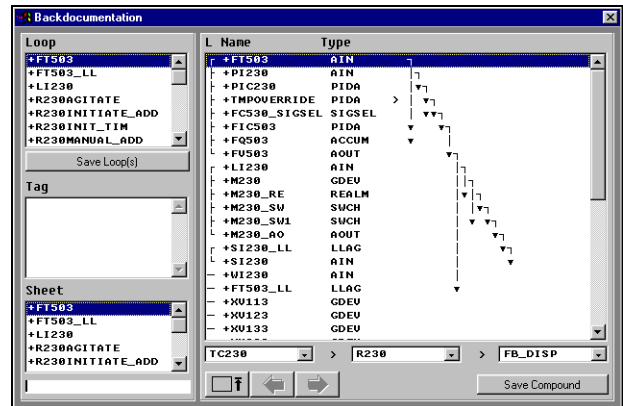 Backdocumentation
Loop
+FT503
+FT503_LL
+LI230
+R230AGITATE
+R230INITIATE_ADD
+R230INIT_TIM
+R230MANUAL_ADD
Save Loop(s)
Tag
Sheet
+FT503
+FT503_LL
+LI230
+R230AGITATE
+R230INITIATE_ADD
L Name Type
+FT503 AIN
+PI230 AIN
+PIC230 PIDA
+TMPOVERRIDE PIDA >
+FC530_SIGSEL SIGSEL
+FIC503 PIDA
+FQ503 ACCUM
+FV503 AOUT
+LI230 AIN
+M230 GDEV
+M230_RE REALM
+M230_SW SWCH
+M230_SW1 SWCH
+M230_AO AOUT
+SI230_LL LLAG
+SI230 AIN
+WI230 AIN
+FT503_LL LLAG
+XV113 GDEV
+XV123 GDEV
+XV133 GDEV
TC230 > R230 > FB_DISP
Save Compound